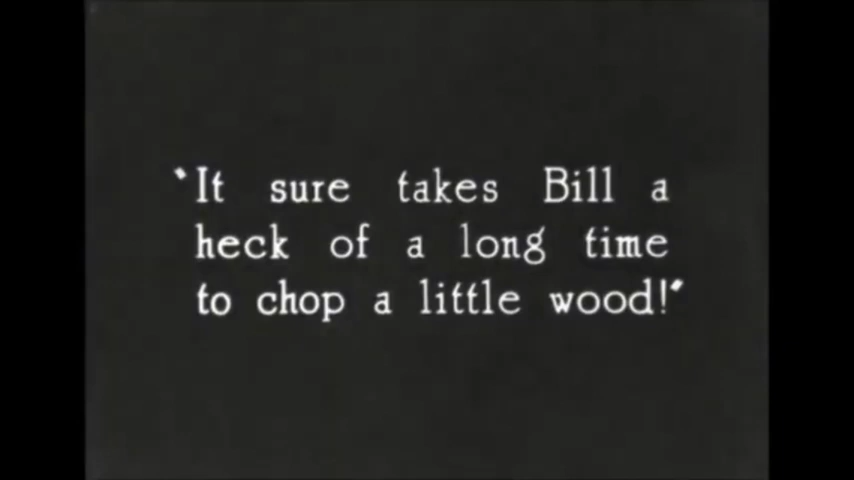 "It sure takes Bill a
heck of a long time
to chop a little wood!"